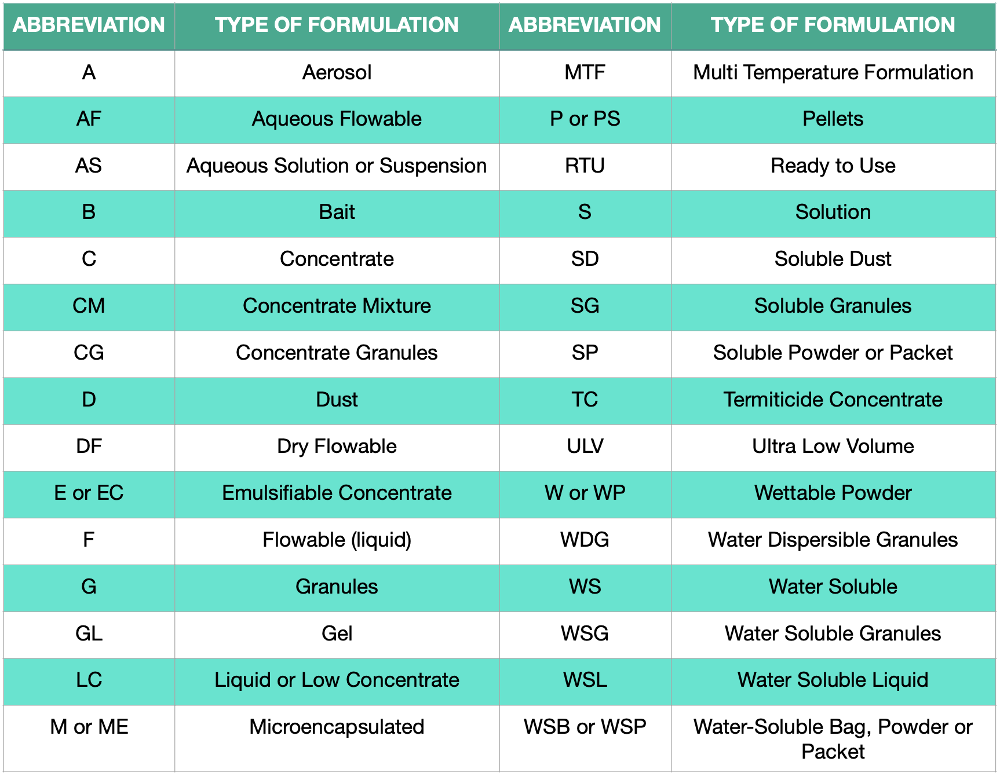 ABBREVIATION TYPE OF FORMULATION ABBREVIATION TYPE OF FORMULATION
A Aerosol MTF Multi Temperature Formulation
AF Aqueous Flowable P or PS Pellets
AS Aqueous Solution or Suspension RTU Ready to Use
B Bait S Solution
C Concentrate SD Soluble Dust
CM Concentrate Mixture SG Soluble Granules
CG Concentrate Granules SP Soluble Powder or Packet
D Dust TC Termiticide Concentrate
DF Dry Flowable ULV Ultra Low Volume
E or EC Emulsifiable Concentrate W or WP Wettable Powder
F Flowable (liquid) WDG Water Dispersible Granules
G Granules WS Water Soluble
GL Gel WSG Water Soluble Granules
LC Liquid or Low Concentrate WSL Water Soluble Liquid
M or ME Microencapsulated WSB or WSP Water-Soluble Bag, Powder or
Packet